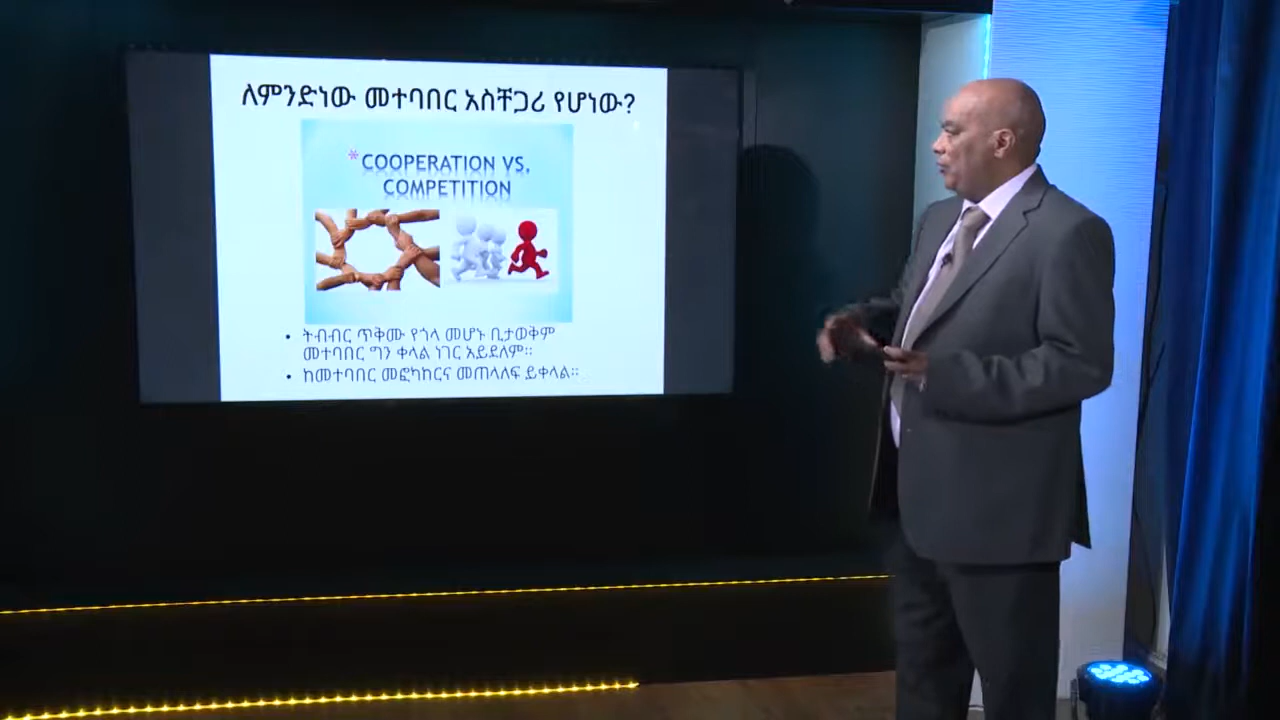 ለምንድነው መተባበር አስቸጋሪ የሆነው?
*COOPERATION VS.
COMPETITION
• ትብብር ጥቅሙ የጎላ መሆኑ ቢታወቅም
መተባበር ግን ቀላል ነገር አይደለም።
• ከመተባበር መፎካከርና መጠላለፍ ይቀላል።